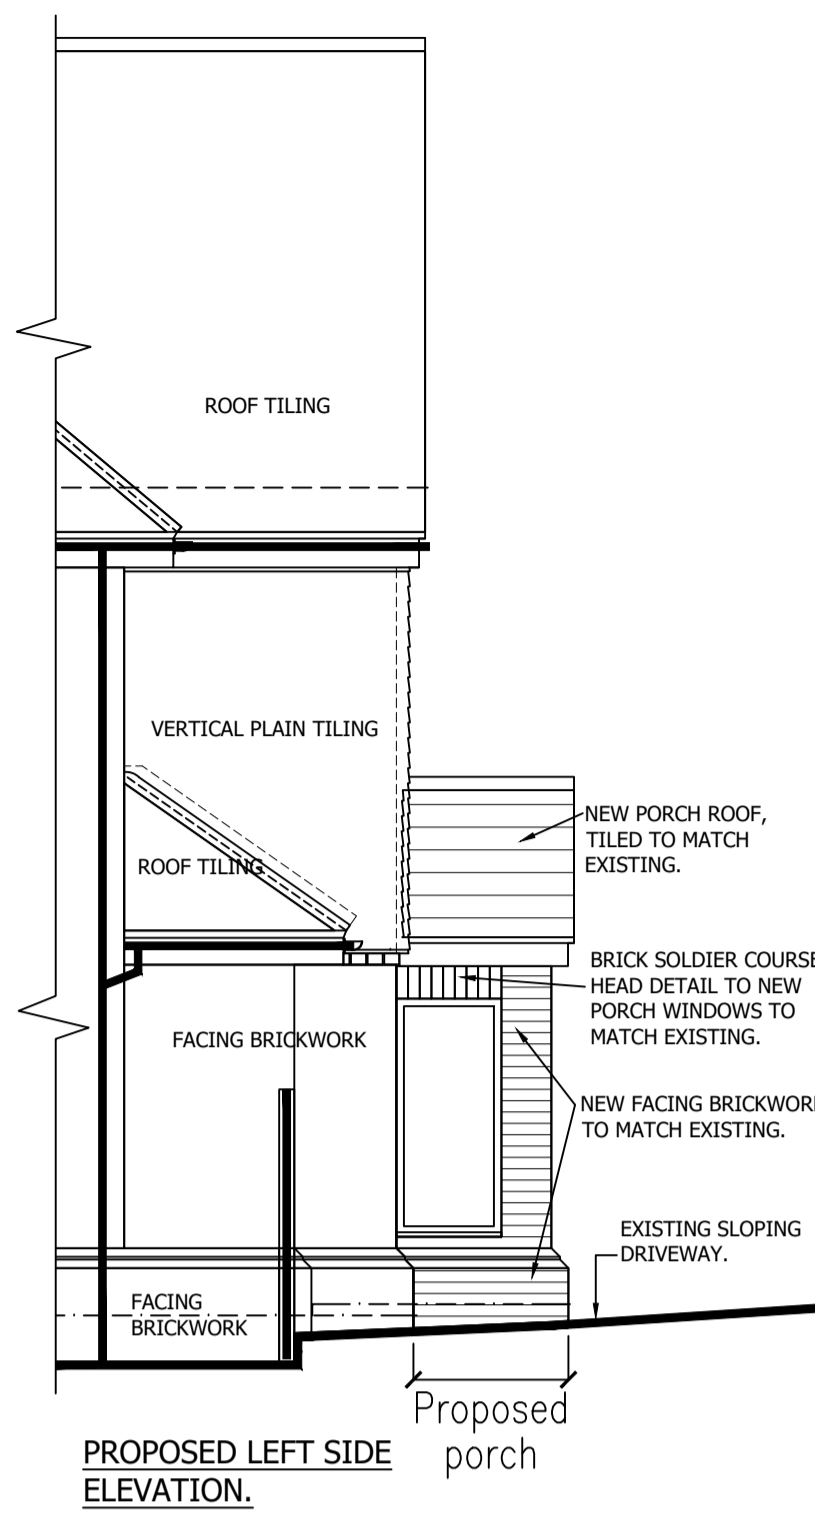 ROOF TILING
VERTICAL PLAIN TILING
NEW PORCH ROOF,
TILED TO MATCH
EXISTING.
ROOF TILING
BRICK SOLDIER COURSE
HEAD DETAIL TO NEW
PORCH WINDOWS TO
MATCH EXISTING.
FACING BRICKWORK
NEW FACING BRICKWORK
TO MATCH EXISTING.
EXISTING SLOPING
DRIVEWAY.
FACING
BRICKWORK
Proposed
porch
PROPOSED LEFT SIDE
ELEVATION.